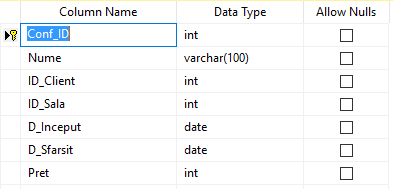 Column Name Data Type Allow Nulls
Conf_ID int
Nume varchar(100)
ID_Client int
ID_Sala int
D_Inceput date
D_Sfarsit date
Pret int